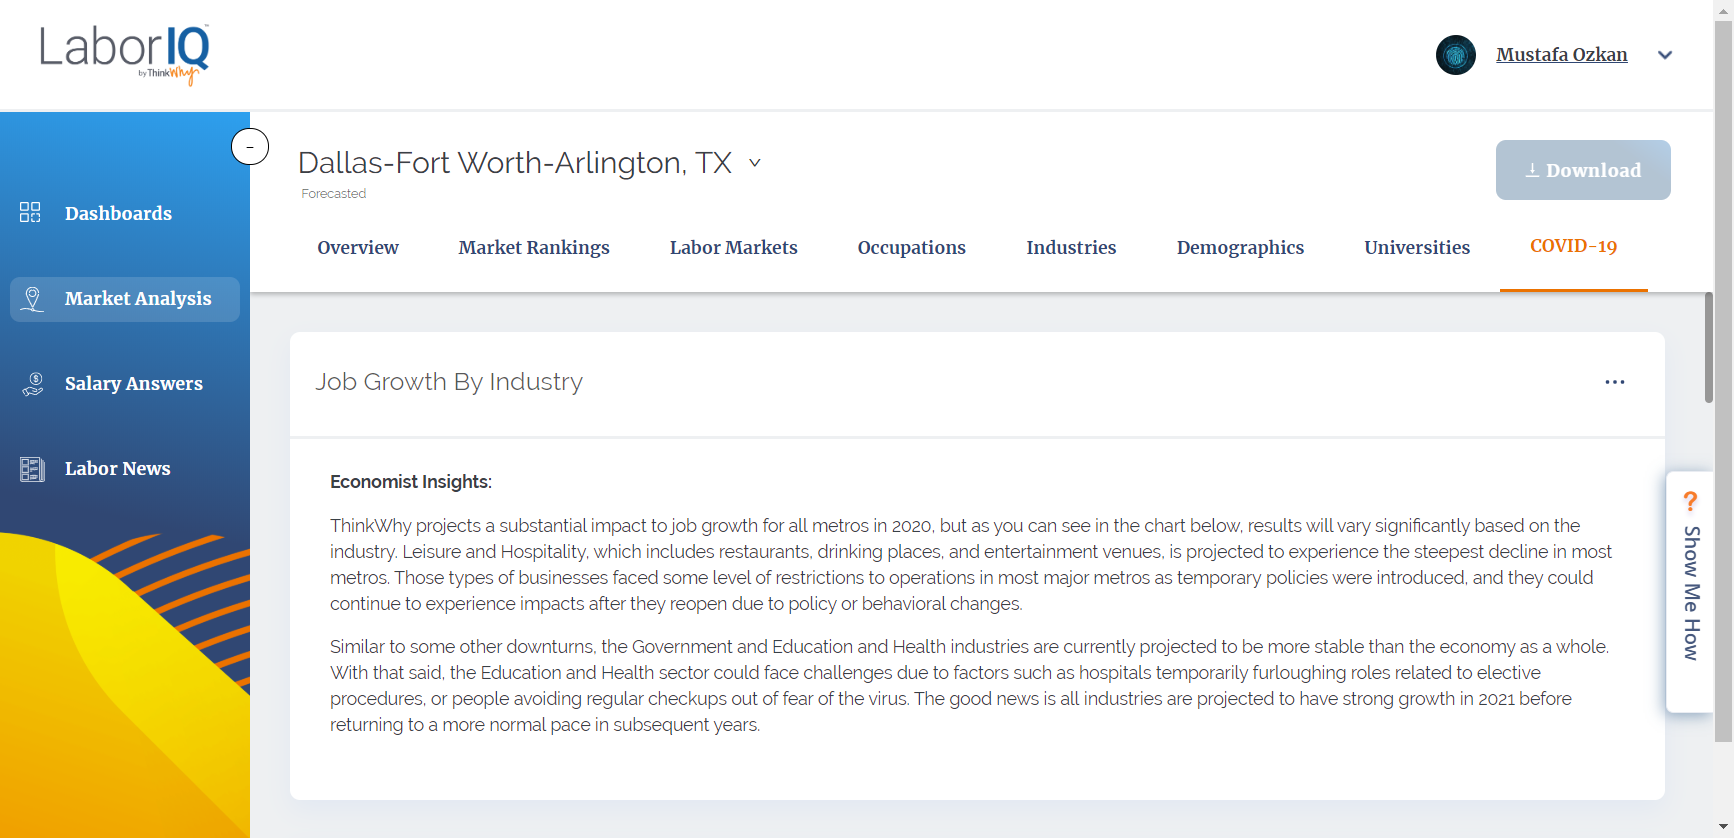 LaborIQ
by ThinkWhy
Mustafa Ozkan
Dashboards
Market Analysis
Salary Answers
Labor News
Dallas-Fort Worth-Arlington, TX
Forecasted
Download
Overview Market Rankings Labor Markets Occupations Industries Demographics Universities COVID-19
Job Growth By Industry
Economist Insights:
ThinkWhy projects a substantial impact to job growth for all metros in 2020, but as you can see in the chart below, results will vary significantly based on the
industry. Leisure and Hospitality, which includes restaurants, drinking places, and entertainment venues, is projected to experience the steepest decline in most
metros. Those types of businesses faced some level of restrictions to operations in most major metros as temporary policies were introduced, and they could
continue to experience impacts after they reopen due to policy or behavioral changes.
Similar to some other downturns, the Government and Education and Health industries are currently projected to be more stable than the economy as a whole.
With that said, the Education and Health sector could face challenges due to factors such as hospitals temporarily furloughing roles related to elective
procedures, or people avoiding regular checkups out of fear of the virus. The good news is all industries are projected to have strong growth in 2021 before
returning to a more normal pace in subsequent years.
? Show Me How